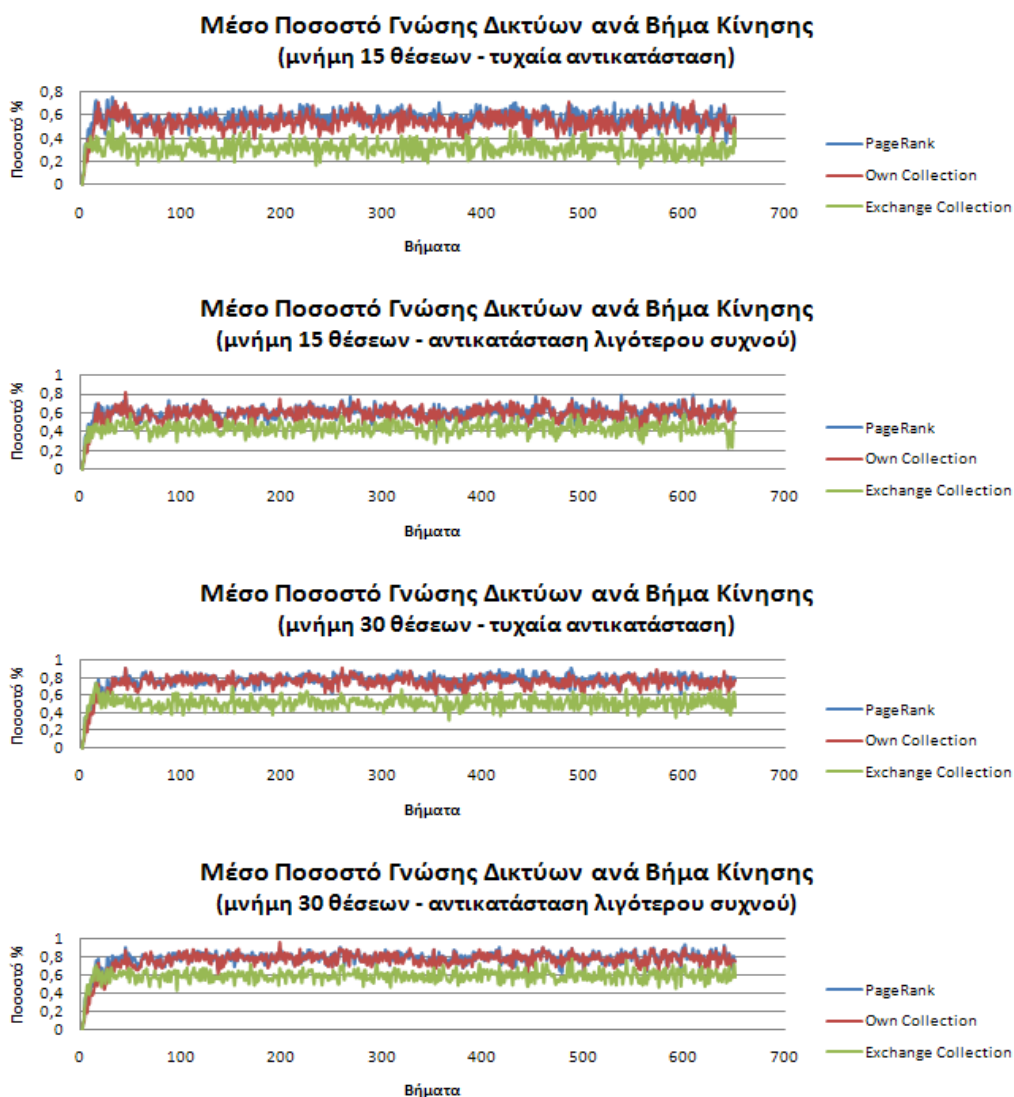 Μέσο Ποσοστό Γνώσης Δικτύων ανά Βήμα Κίνησης
(μνήμη 15 θέσεων - τυχαία αντικατάσταση)
Ποσοστό %
0,8
0,6
0,4
0,2
0
0 100 200 300 400 500 600 700
Βήματα
PageRank
Own Collection
Exchange Collection
Μέσο Ποσοστό Γνώσης Δικτύων ανά Βήμα Κίνησης
(μνήμη 15 θέσεων - αντικατάσταση λιγότερου συχνού)
Ποσοστό %
1
0,8
0,6
0,4
0,2
0
0 100 200 300 400 500 600 700
Βήματα
PageRank
Own Collection
Exchange Collection
Μέσο Ποσοστό Γνώσης Δικτύων ανά Βήμα Κίνησης
(μνήμη 30 θέσεων - τυχαία αντικατάσταση)
Ποσοστό %
1
0,8
0,6
0,4
0,2
0
0 100 200 300 400 500 600 700
Βήματα
PageRank
Own Collection
Exchange Collection
Μέσο Ποσοστό Γνώσης Δικτύων ανά Βήμα Κίνησης
(μνήμη 30 θέσεων - αντικατάσταση λιγότερου συχνού)
Ποσοστό %
1
0,8
0,6
0,4
0,2
0
0 100 200 300 400 500 600 700
Βήματα
PageRank
Own Collection
Exchange Collection